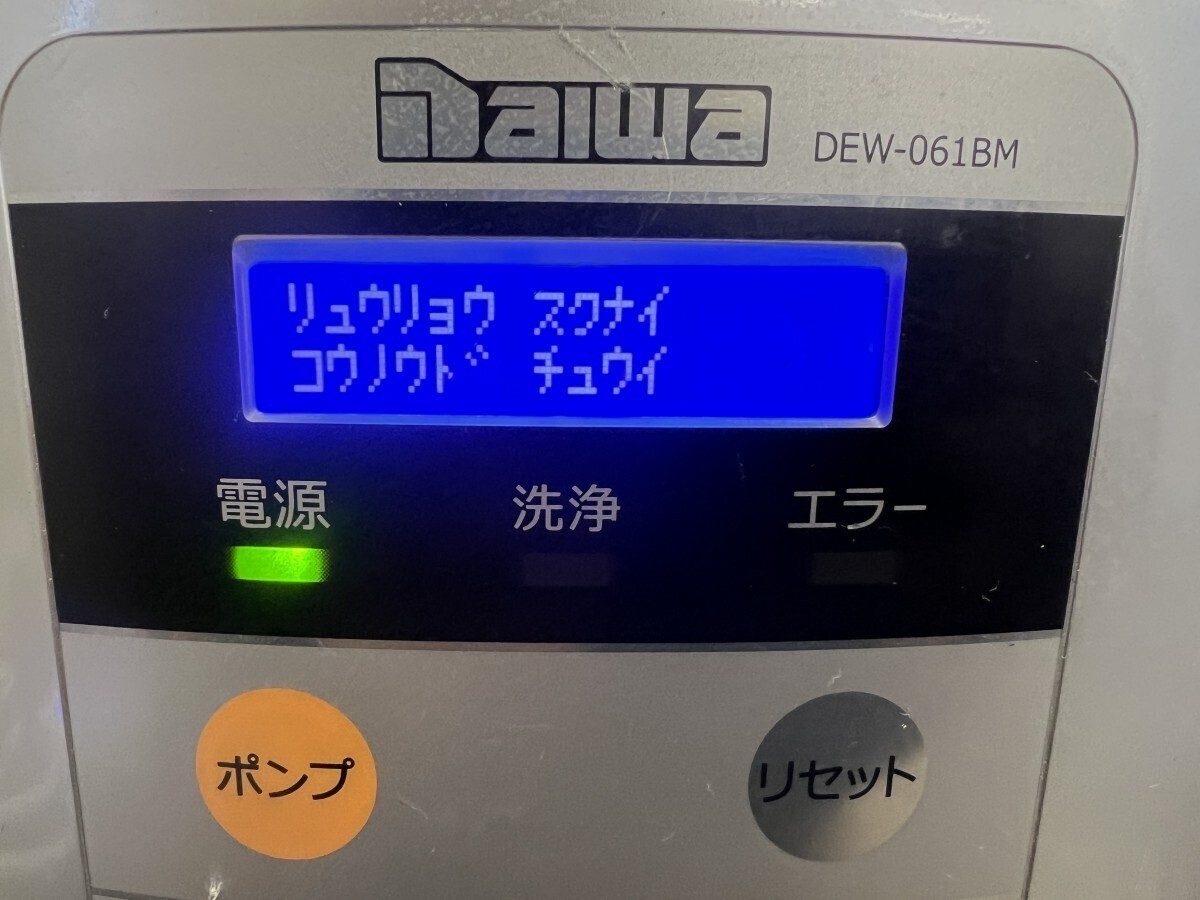 Daiwa
DEW-061BM
リュウリョウ スクナイ
コウノウド チュウイ
電源 洗浄 エラー
ポンプ リセット